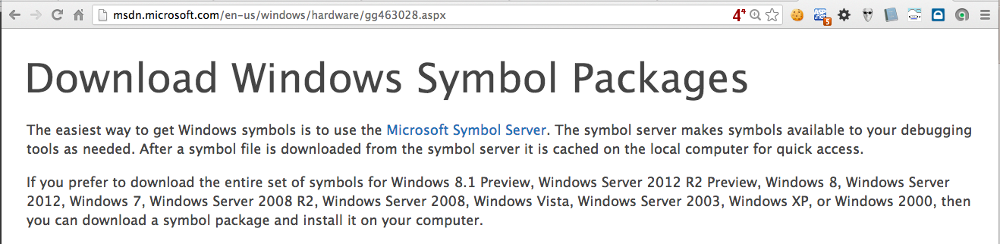 msdn.microsoft.com/en-us/windows/hardware/gg463028.aspx
Download Windows Symbol Packages
The easiest way to get Windows symbols is to use the Microsoft Symbol Server. The symbol server makes symbols available to your debugging
tools as needed. After a symbol file is downloaded from the symbol server it is cached on the local computer for quick access.
If you prefer to download the entire set of symbols for Windows 8.1 Preview, Windows Server 2012 R2 Preview, Windows 8, Windows Server
2012, Windows 7, Windows Server 2008 R2, Windows Server 2008, Windows Vista, Windows Server 2003, Windows XP, or Windows 2000, then
you can download a symbol package and install it on your computer.